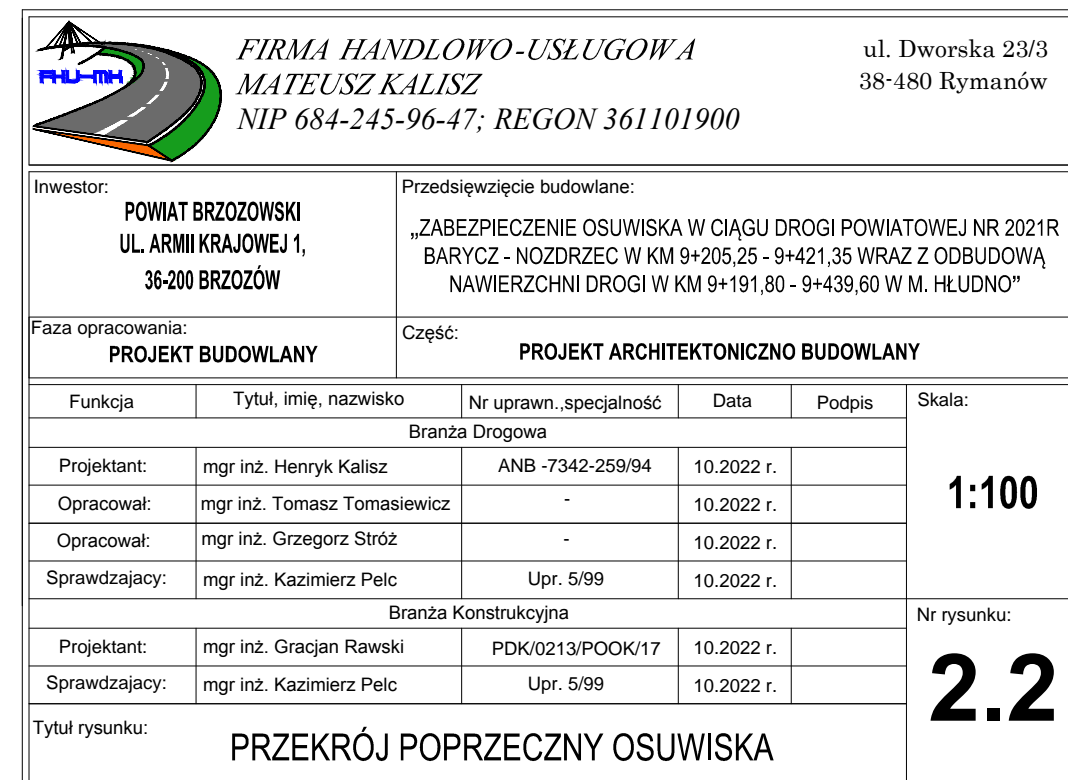 FHU-MK
FIRMA HANDLOWO-USŁUGOWA
MATEUSZ KALISZ
NIP 684-245-96-47; REGON 361101900
ul. Dworska 23/3
38-480 Rymanów
Inwestor:
POWIAT BRZOZOWSKI
UL. ARMII KRAJOWEJ 1,
36-200 BRZOZÓW
Przedsięwzięcie budowlane:
„ZABEZPIECZENIE OSUWISKA W CIĄGU DROGI POWIATOWEJ NR 2021R
BARYCZ - NOZDRZEC W KM 9+205,25 - 9+421,35 WRAZ Z ODBUDOWĄ
NAWIERZCHNI DROGI W KM 9+191,80 - 9+439,60 W M. HŁUDNO”
Faza opracowania:
PROJEKT BUDOWLANY
Część:
PROJEKT ARCHITEKTONICZNO BUDOWLANY
Funkcja Tytuł, imię, nazwisko Nr uprawn.,specjalność Data Podpis
Branża Drogowa
Projektant: mgr inż. Henryk Kalisz ANB -7342-259/94 10.2022 r.
Opracował: mgr inż. Tomasz Tomasiewicz - 10.2022 r.
Opracował: mgr inż. Grzegorz Stróż - 10.2022 r.
Sprawdzajacy: mgr inż. Kazimierz Pelc Upr. 5/99 10.2022 r.
Branża Konstrukcyjna
Projektant: mgr inż. Gracjan Rawski PDK/0213/POOK/17 10.2022 r.
Sprawdzajacy: mgr inż. Kazimierz Pelc Upr. 5/99 10.2022 r.
Skala:
1:100
Nr rysunku:
2.2
Tytuł rysunku:
PRZEKRÓJ POPRZECZNY OSUWISKA